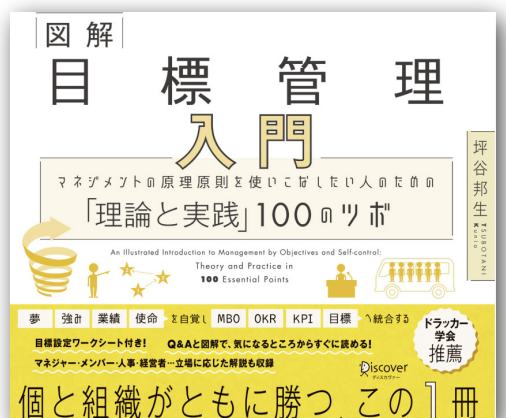 図解
目標管理
入門
マネジメントの原理原則を使いこなしたい人のための
「理論と実践」100のツボ
坪谷邦生 TSUBOTANI Kunio
An Illustrated Introduction to Management by Objectives and Self-control:
Theory and Practice in
100 Essential Points
夢 強み 業績 使命 を自覚し MBO OKR KPI 目標 へ統合する
ドラッカー
学会
推薦
目標設定ワークシート付き! Q&Aと図解で、気になるところからすぐに読める!
マネジャー・メンバー・人事・経営者…立場に応じた解説も収録
Discover
ディスカヴァー
個と組織がともに勝つ この1冊